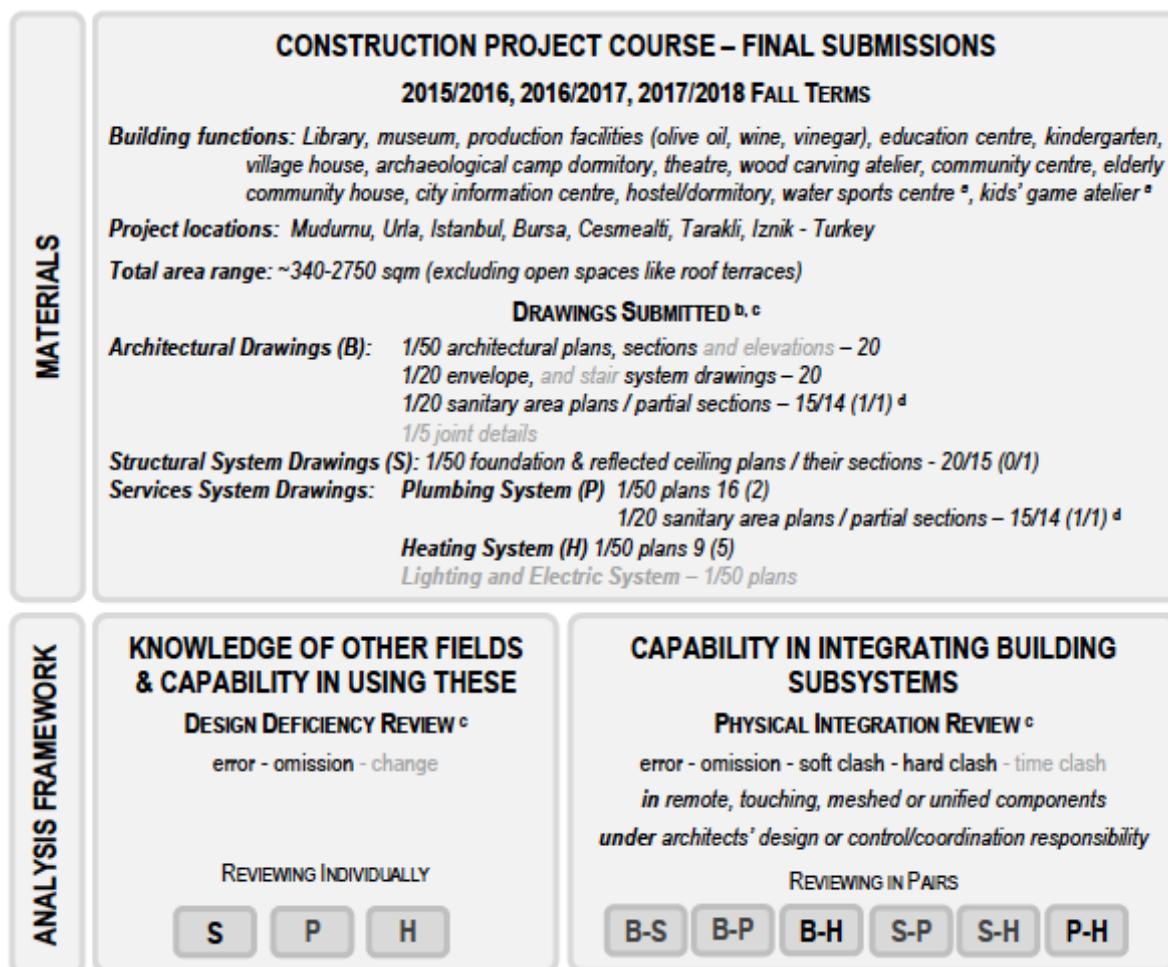 MATERIALS
CONSTRUCTION PROJECT COURSE – FINAL SUBMISSIONS
2015/2016, 2016/2017, 2017/2018 FALL TERMS
Building functions: Library, museum, production facilities (olive oil, wine, vinegar), education centre, kindergarten,
village house, archaeological camp dormitory, theatre, wood carving atelier, community centre, elderly
community house, city information centre, hostel/dormitory, water sports centre ᵃ, kids' game atelier ᵃ
Project locations: Mudurnu, Urla, Istanbul, Bursa, Cesmealti, Tarakli, Iznik - Turkey
Total area range: ~340-2750 sqm (excluding open spaces like roof terraces)
DRAWINGS SUBMITTED ᵇ, ᶜ
Architectural Drawings (B): 1/50 architectural plans, sections and elevations – 20
1/20 envelope, and stair system drawings – 20
1/20 sanitary area plans / partial sections – 15/14 (1/1) ᵈ
1/5 joint details
Structural System Drawings (S): 1/50 foundation & reflected ceiling plans / their sections - 20/15 (0/1)
Services System Drawings: Plumbing System (P) 1/50 plans 16 (2)
1/20 sanitary area plans / partial sections – 15/14 (1/1) ᵈ
Heating System (H) 1/50 plans 9 (5)
Lighting and Electric System – 1/50 plans
ANALYSIS FRAMEWORK
KNOWLEDGE OF OTHER FIELDS
& CAPABILITY IN USING THESE
DESIGN DEFICIENCY REVIEW ᶜ
error - omission - change
REVIEWING INDIVIDUALLY
S P H
CAPABILITY IN INTEGRATING BUILDING
SUBSYSTEMS
PHYSICAL INTEGRATION REVIEW ᶜ
error - omission - soft clash - hard clash - time clash
in remote, touching, meshed or unified components
under architects' design or control/coordination responsibility
REVIEWING IN PAIRS
B-S B-P B-H S-P S-H P-H